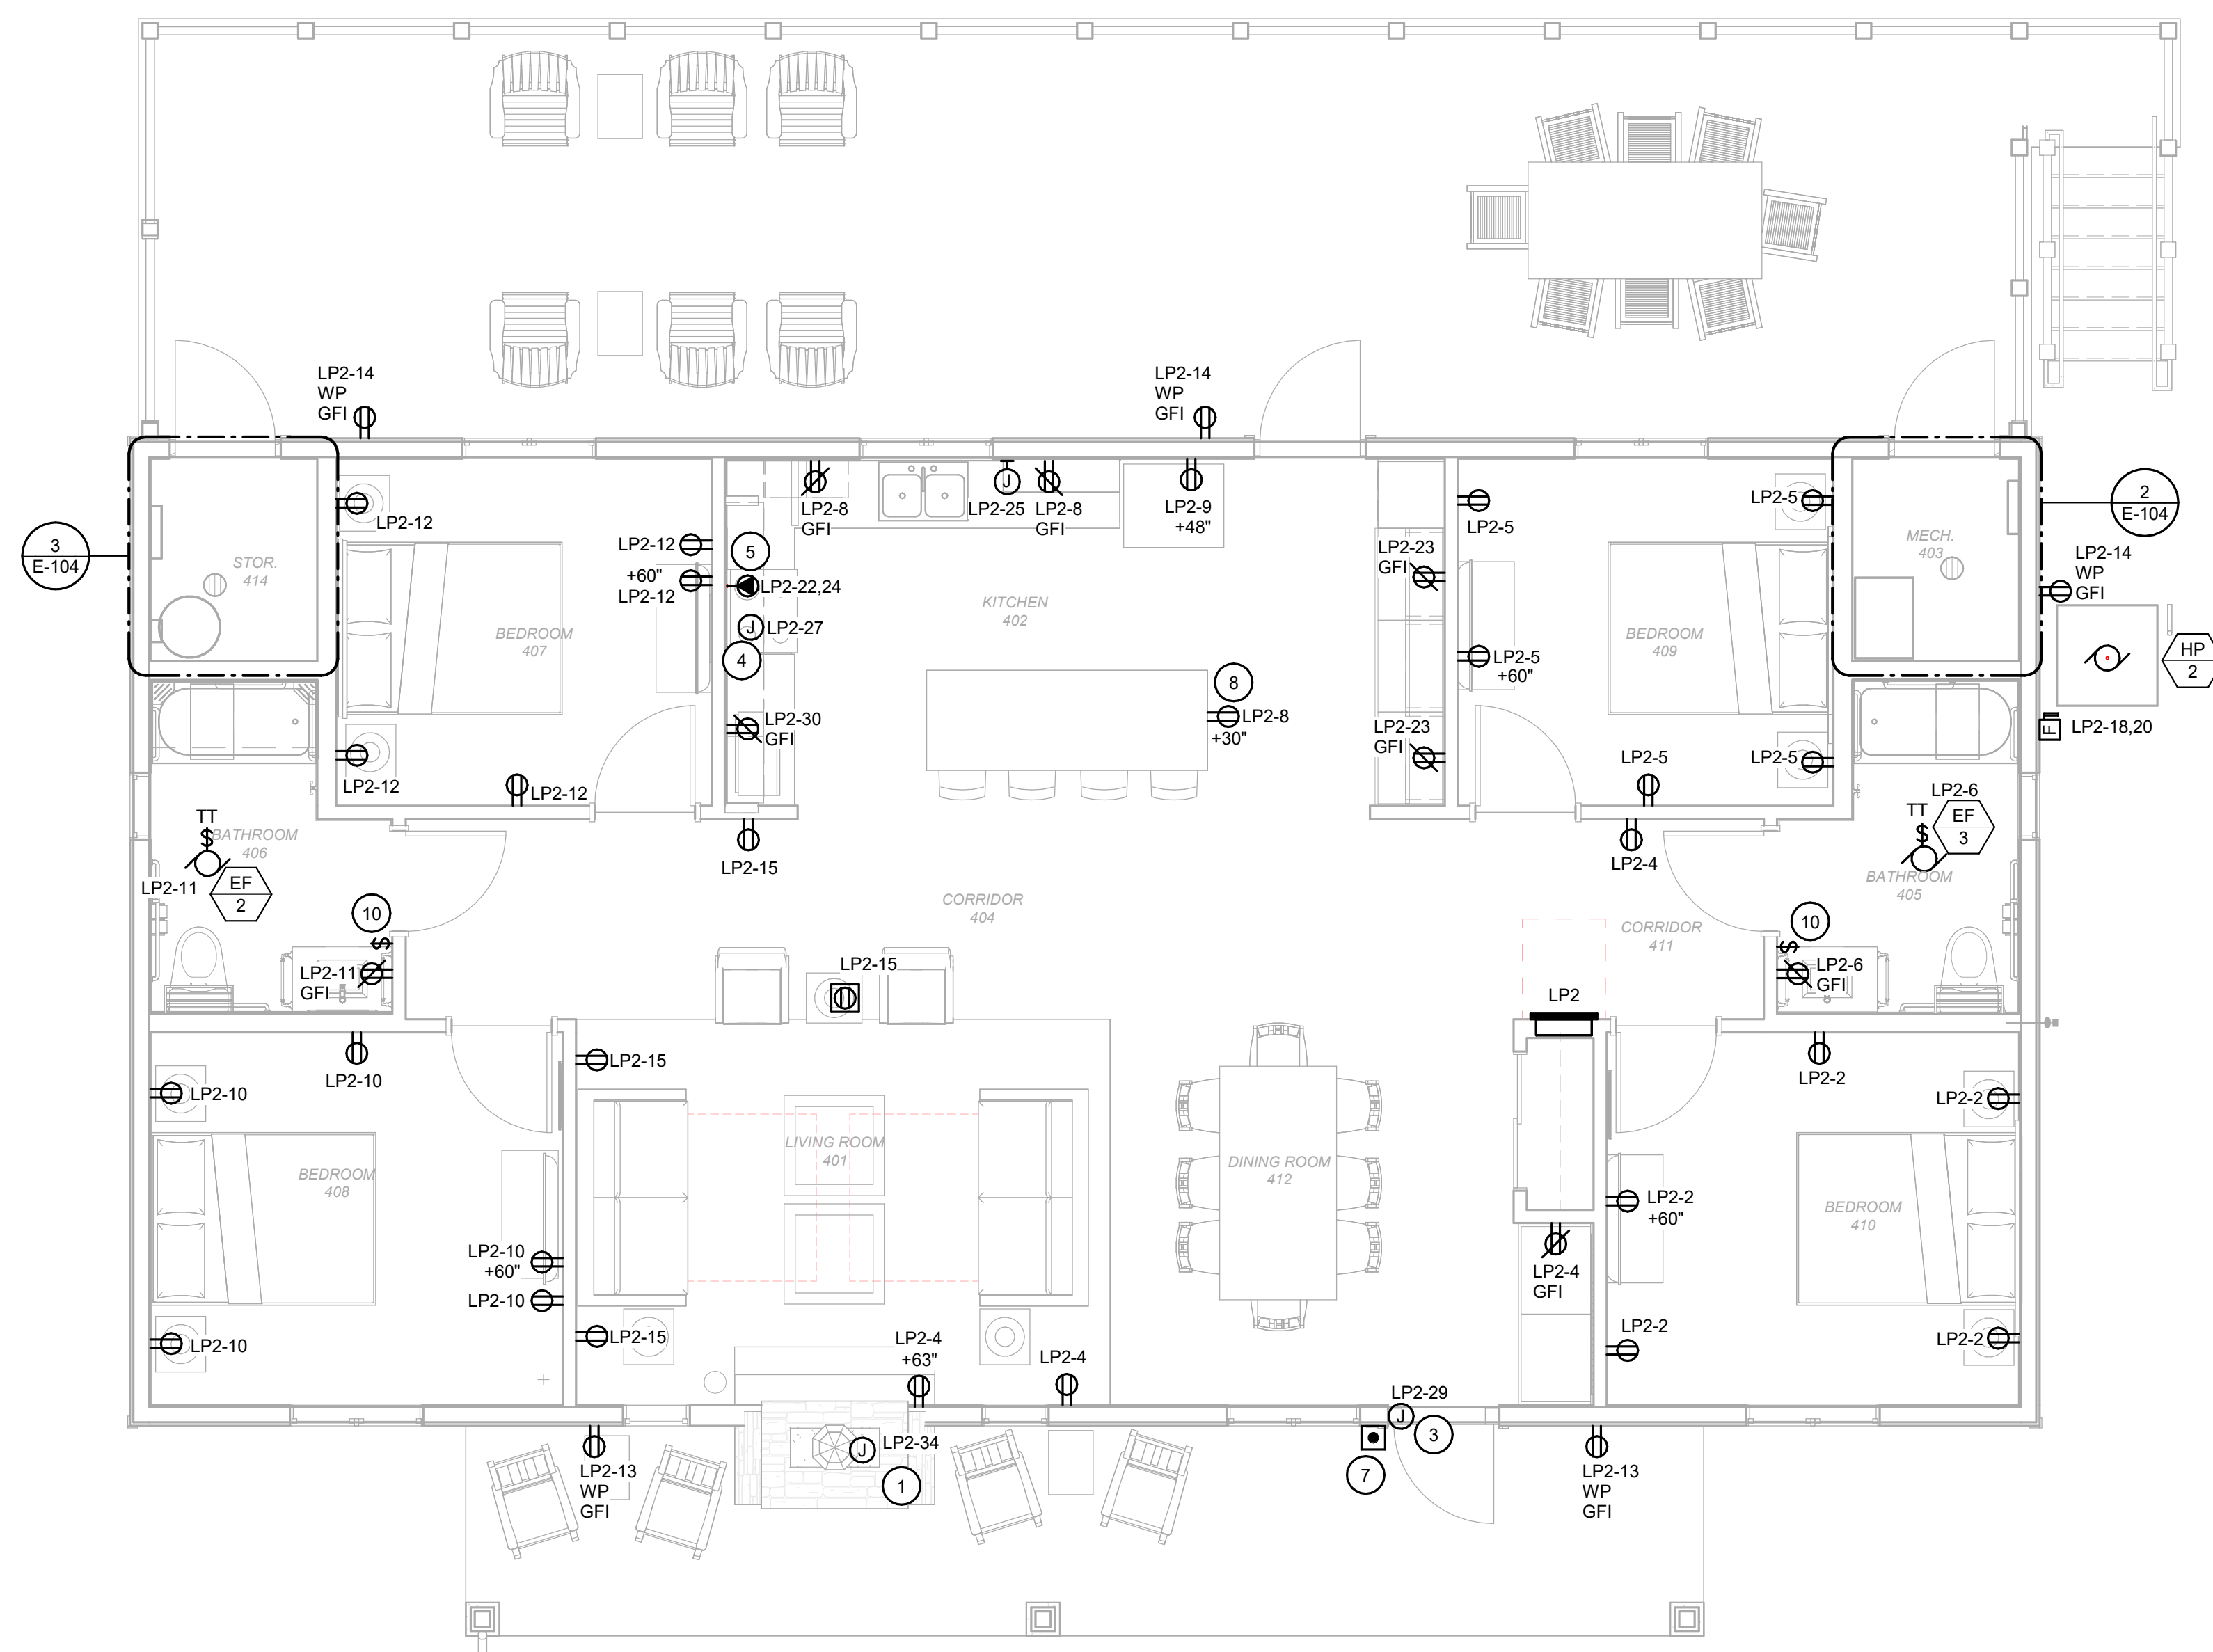 LP2-14
WP
GFI
LP2-14
WP
GFI
3
E-104
STOR.
414
LP2-12
BEDROOM
407
LP2-12
+60"
LP2-12
LP2-12
LP2-12
5
LP2-22,24
J
LP2-27
4
LP2-30
GFI
LP2-8
GFI
J
LP2-25
LP2-8
GFI
LP2-9
+48"
KITCHEN
402
8
LP2-8
+30"
LP2-23
GFI
LP2-23
GFI
LP2-5
LP2-5
+60"
BEDROOM
409
LP2-5
LP2-5
LP2-5
MECH.
403
2
E-104
LP2-14
WP
GFI
HP
2
F
LP2-18,20
TT
$
BATHROOM
406
LP2-11
EF
2
10
$
LP2-11
GFI
LP2-15
CORRIDOR
404
LP2-4
CORRIDOR
411
LP2-6
TT
$
EF
3
BATHROOM
405
10
$
LP2-6
GFI
LP2-15
LP2
LP2-10
LP2-10
BEDROOM
408
LP2-10
+60"
LP2-10
LP2-10
LP2-15
LIVING ROOM
401
LP2-15
LP2-4
+63"
LP2-4
DINING ROOM
412
LP2-4
GFI
LP2-2
LP2-2
LP2-2
+60"
BEDROOM
410
LP2-2
LP2-2
LP2-13
WP
GFI
J
LP2-34
1
LP2-29
J
3
7
LP2-13
WP
GFI